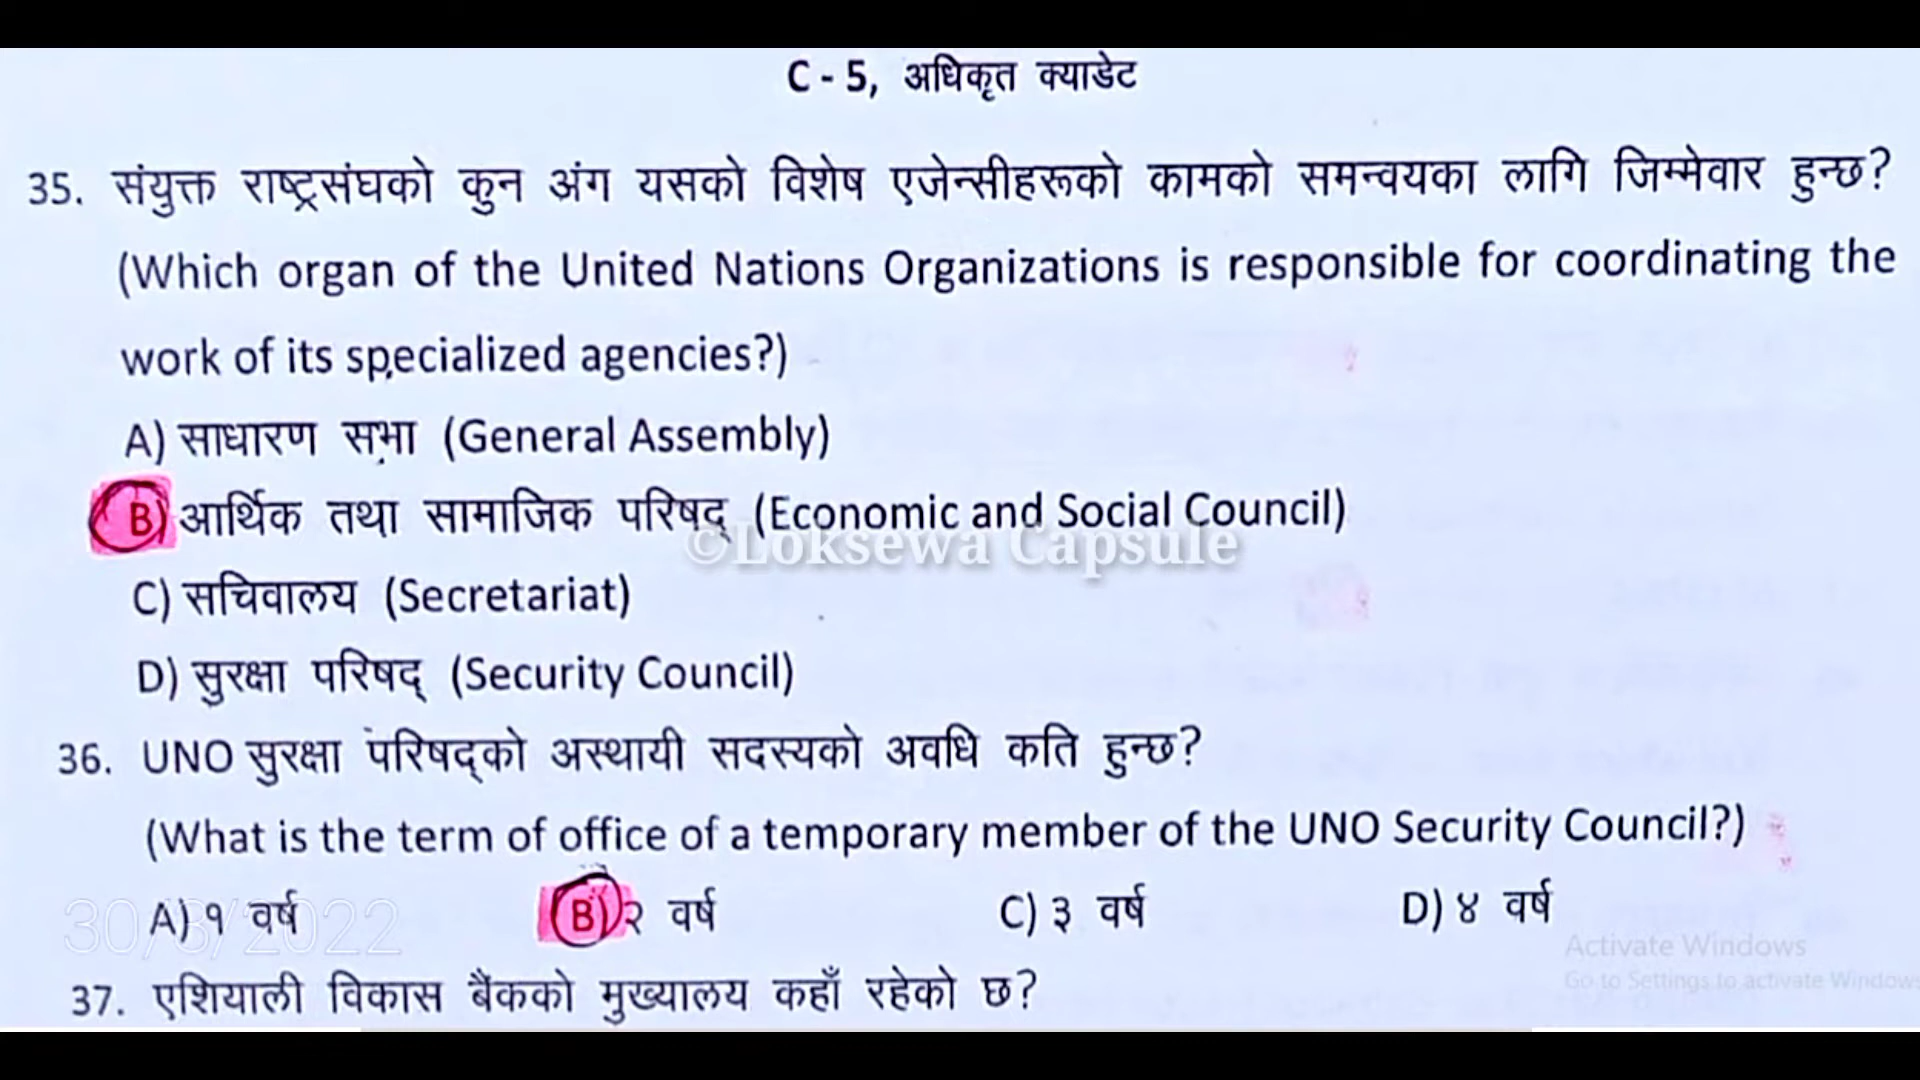 C - 5, अधिकृत क्याडेट
35. संयुक्त राष्ट्रसंघको कुन अंग यसको विशेष एजेन्सीहरूको कामको समन्वयका लागि जिम्मेवार हुन्छ?
(Which organ of the United Nations Organizations is responsible for coordinating the
work of its specialized agencies?)
A) साधारण सभा (General Assembly)
B) आर्थिक तथा सामाजिक परिषद् (Economic and Social Council)
©Loksewa Capsule
C) सचिवालय (Secretariat)
D) सुरक्षा परिषद् (Security Council)
36. UNO सुरक्षा परिषद्को अस्थायी सदस्यको अवधि कति हुन्छ?
(What is the term of office of a temporary member of the UNO Security Council?)
A) १ वर्ष B) २ वर्ष C) ३ वर्ष D) ४ वर्ष
30/8/2022
Activate Windows
Go to Settings to activate Windows
37. एशियाली विकास बैंकको मुख्यालय कहाँ रहेको छ?